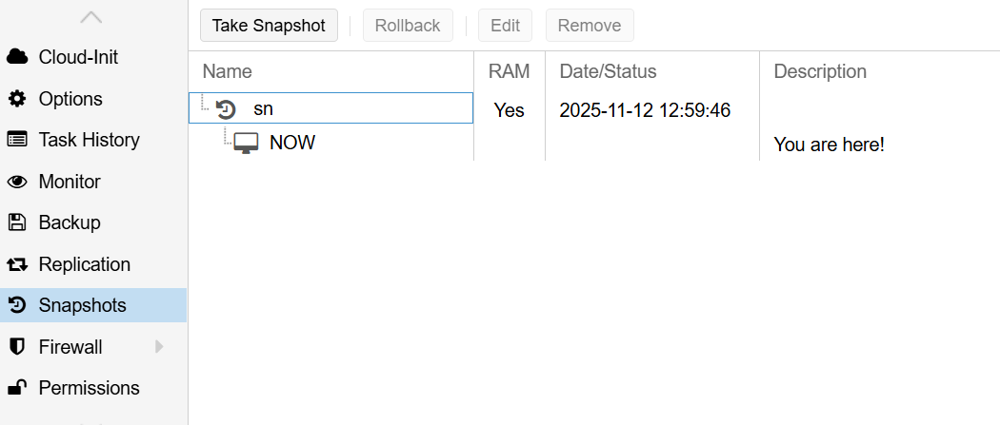 Take Snapshot Rollback Edit Remove
Cloud-Init
Options
Task History
Monitor
Backup
Replication
Snapshots
Firewall
Permissions
Name RAM Date/Status Description
sn Yes 2025-11-12 12:59:46
NOW You are here!